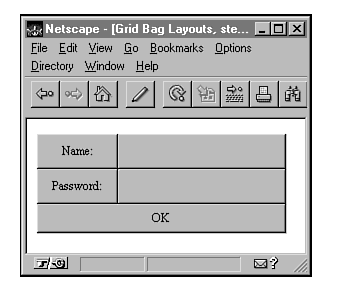 Netscape - [Grid Bag Layouts, ste...
File Edit View Go Bookmarks Options
Directory Window Help
Name:
Password:
OK
?